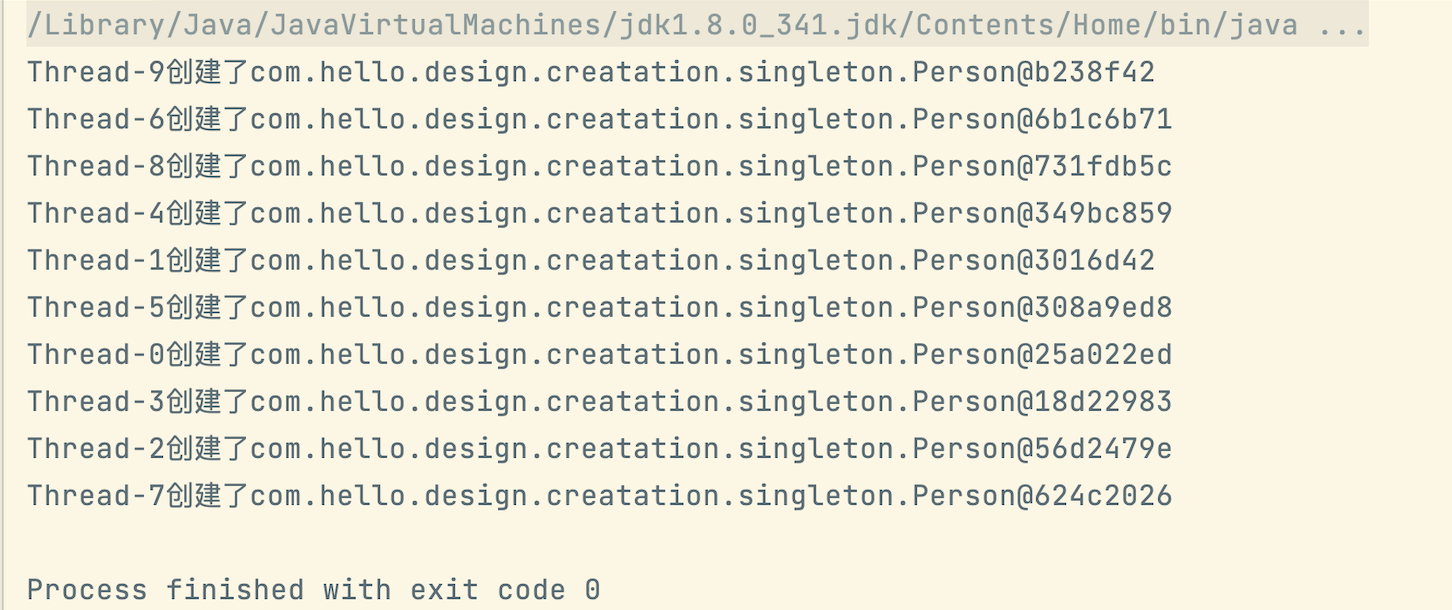 /Library/Java/JavaVirtualMachines/jdk1.8.0_341.jdk/Contents/Home/bin/java ...
Thread-9创建了com.hello.design.creatation.singleton.Person@b238f42
Thread-6创建了com.hello.design.creatation.singleton.Person@6b1c6b71
Thread-8创建了com.hello.design.creatation.singleton.Person@731fdb5c
Thread-4创建了com.hello.design.creatation.singleton.Person@349bc859
Thread-1创建了com.hello.design.creatation.singleton.Person@3016d42
Thread-5创建了com.hello.design.creatation.singleton.Person@308a9ed8
Thread-0创建了com.hello.design.creatation.singleton.Person@25a022ed
Thread-3创建了com.hello.design.creatation.singleton.Person@18d22983
Thread-2创建了com.hello.design.creatation.singleton.Person@56d2479e
Thread-7创建了com.hello.design.creatation.singleton.Person@624c2026
Process finished with exit code 0